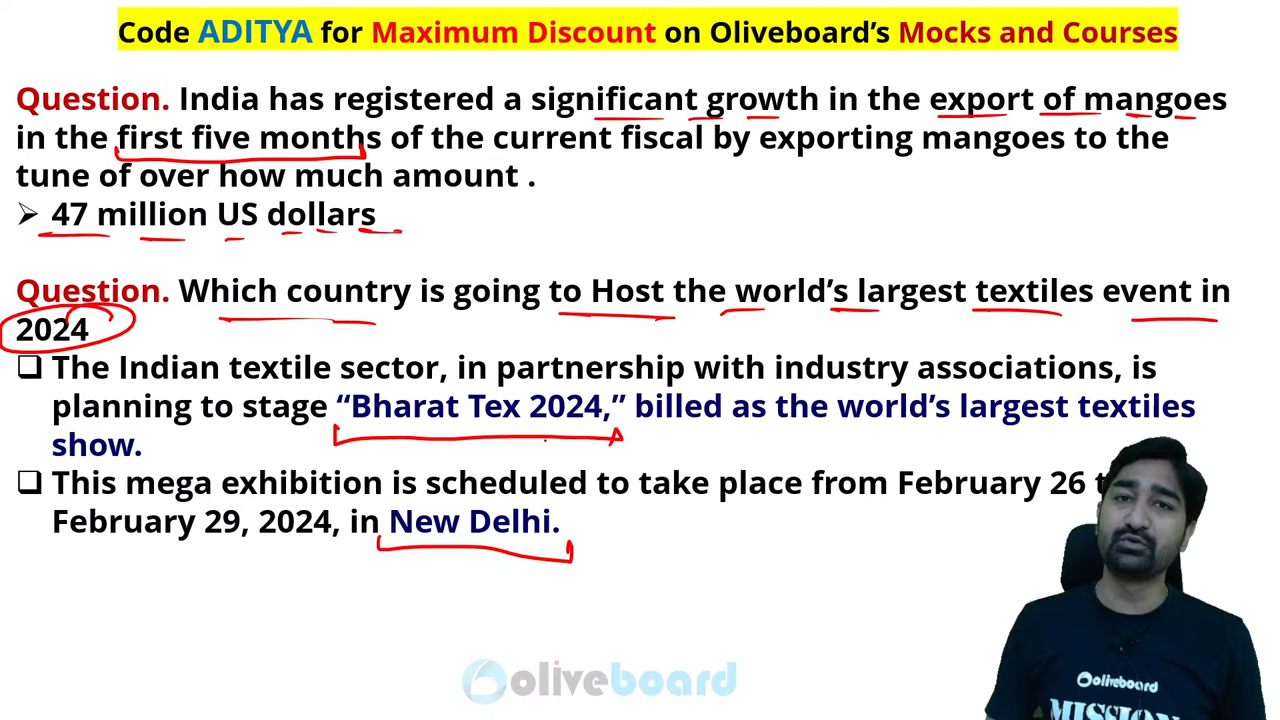 Code ADITYA for Maximum Discount on Oliveboard's Mocks and Courses
Question. India has registered a significant growth in the export of mangoes
in the first five months of the current fiscal by exporting mangoes to the
tune of over how much amount .
➢ 47 million US dollars
Question. Which country is going to Host the world's largest textiles event in
2024
❑ The Indian textile sector, in partnership with industry associations, is
planning to stage “Bharat Tex 2024,” billed as the world's largest textiles
show.
❑ This mega exhibition is scheduled to take place from February 26
February 29, 2024, in New Delhi.
oliveboard
oliveboard
MISSION